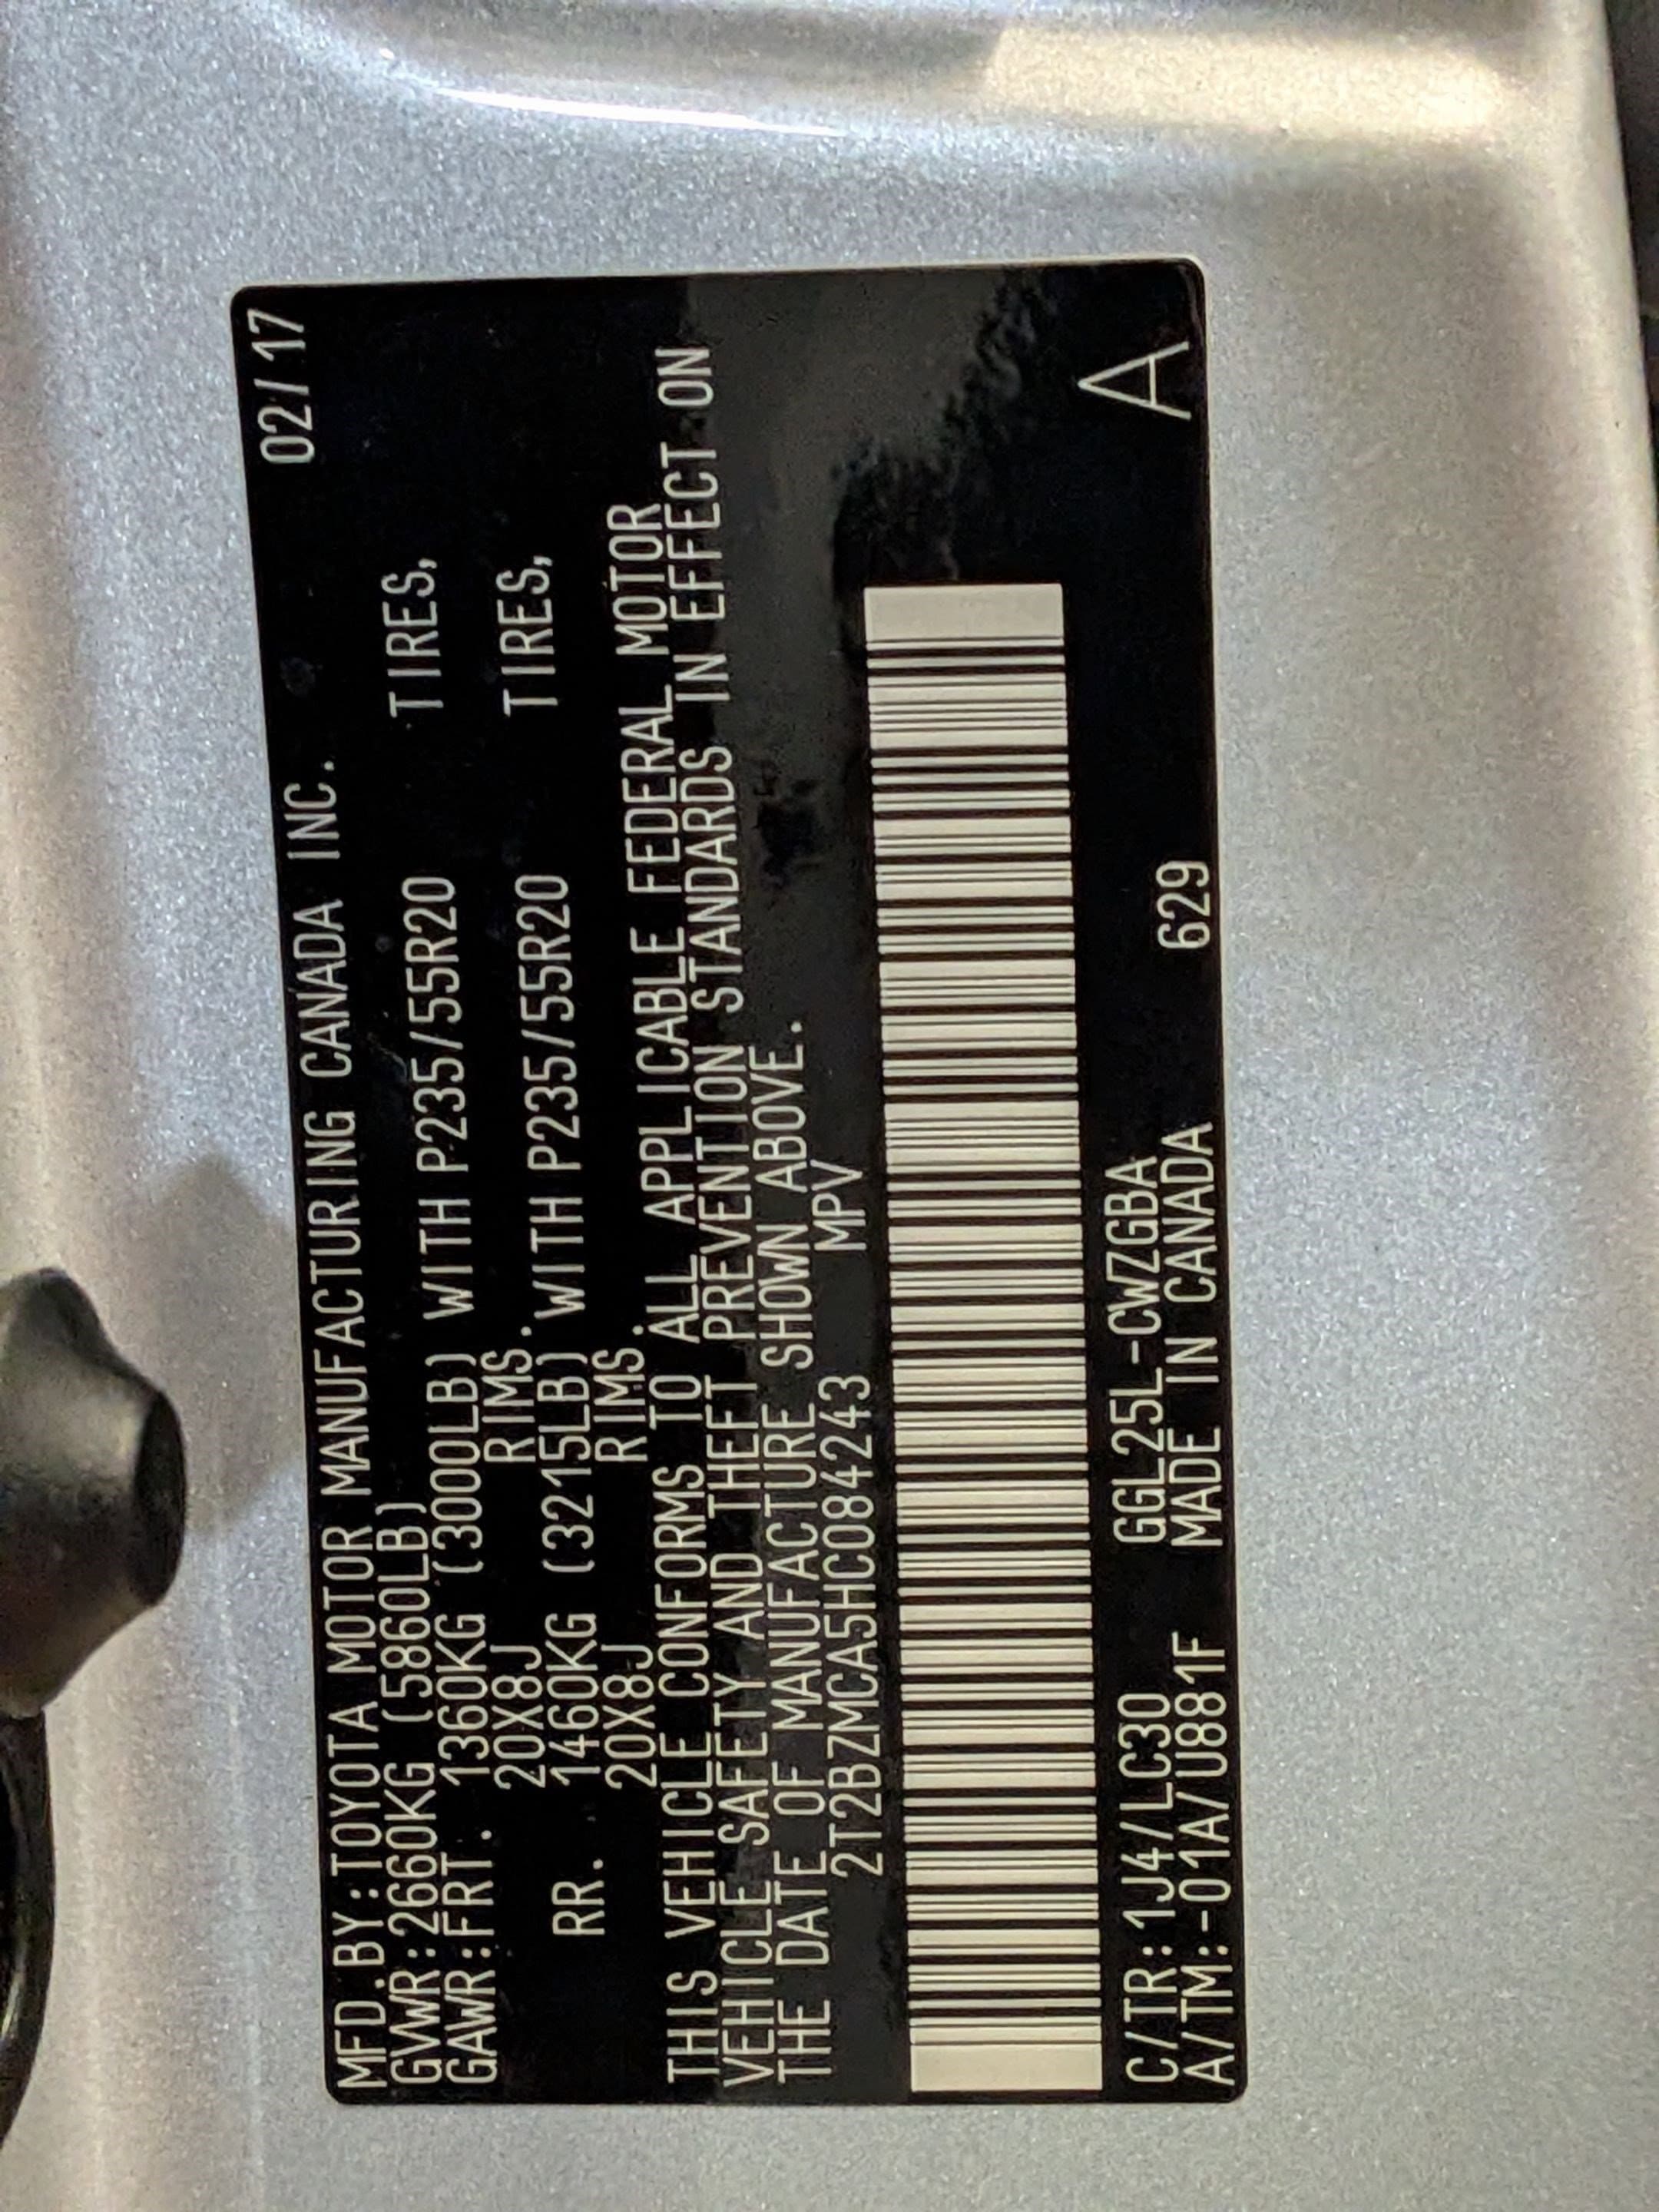 MFD.BY:TOYOTA MOTOR MANUFACTURING CANADA INC. 02/17
GVWR:2660KG (5860LB)
GAWR:FRT. 1360KG (3000LB) WITH P235/55R20 TIRES,
20X8J RIMS.
RR. 1460KG (3215LB) WITH P235/55R20 TIRES,
20X8J RIMS.
THIS VEHICLE CONFORMS TO ALL APPLICABLE FEDERAL MOTOR
VEHICLE SAFETY AND THEFT PREVENTION STANDARDS IN EFFECT ON
THE DATE OF MANUFACTURE SHOWN ABOVE.
2T2BZMCA5HC084243 MPV
C/TR:1J4/LC30 GGL25L-CWZGBA
A/TM:-01A/U881F MADE IN CANADA 629 A